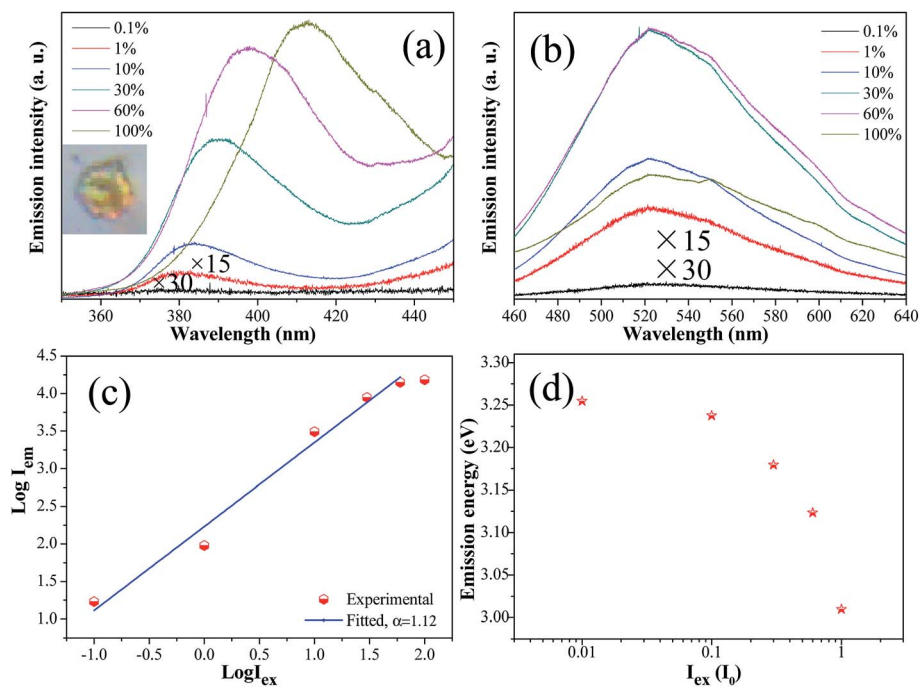 (a)
0.1%
1%
10%
30%
60%
100%
×15
×30
Emission intensity (a. u.)
360 380 400 420 440
Wavelength (nm)
(b)
0.1%
1%
10%
30%
60%
100%
×15
×30
Emission intensity (a. u.)
460 480 500 520 540 560 580 600 620 640
Wavelength (nm)
(c)
4.5
4.0
3.5
3.0
2.5
2.0
1.5
1.0
Log I_em
Experimental
Fitted, α=1.12
-1.0 -0.5 0.0 0.5 1.0 1.5 2.0
LogI_ex
(d)
3.30
3.25
3.20
3.15
3.10
3.05
3.00
Emission energy (eV)
0.01 0.1 1
I_ex (I_0)